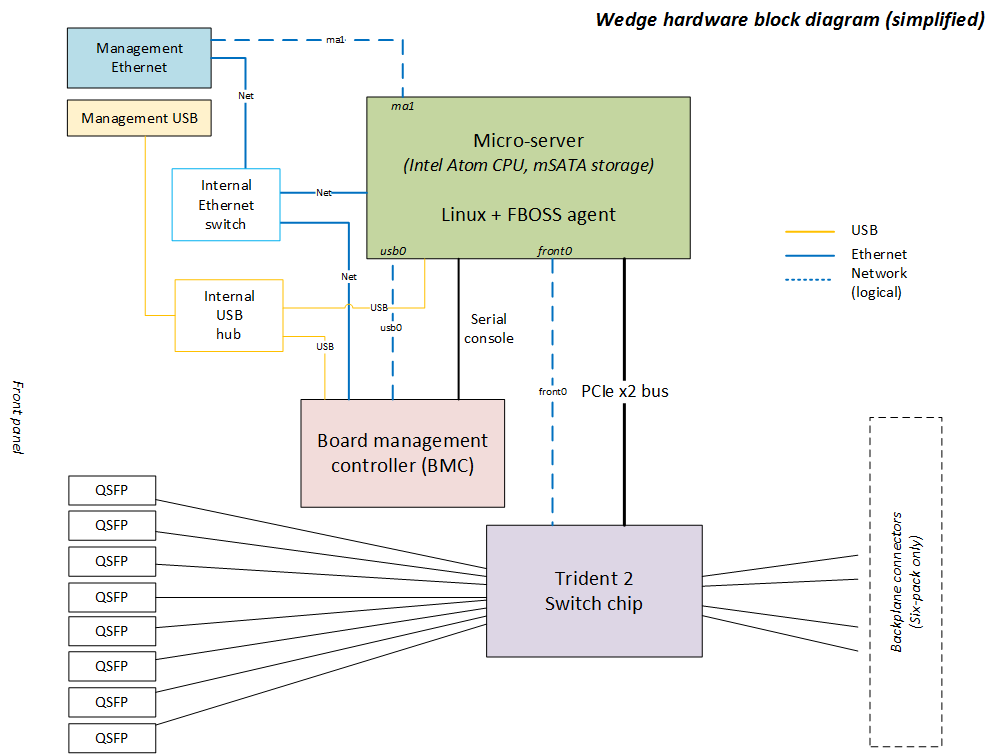 Wedge hardware block diagram (simplified)
Management
Ethernet
ma1
Net
ma1
Management USB
Micro-server
(Intel Atom CPU, mSATA storage)
Linux + FBOSS agent
Internal
Ethernet
switch
Net
usb0
front0
USB
Ethernet
Network
(logical)
Net
Internal
USB
hub
USB
usb0
USB
Serial
console
front0
PCIe x2 bus
Front panel
Board management
controller (BMC)
QSFP
QSFP
QSFP
QSFP
QSFP
QSFP
QSFP
QSFP
Trident 2
Switch chip
Backplane connectors
(Six-pack only)